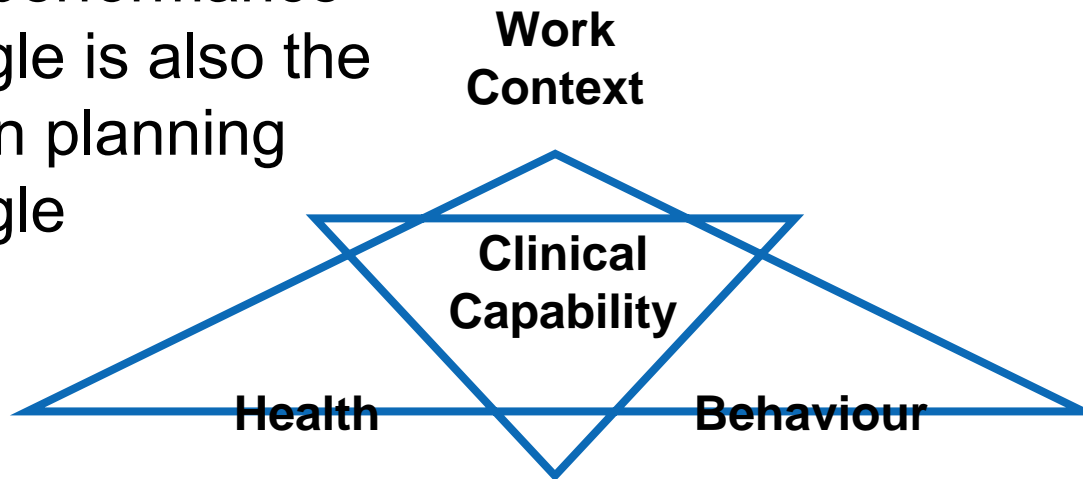 gle is also the
planning
gle
Work
Context
Clinical
Capability
Health
Behaviour